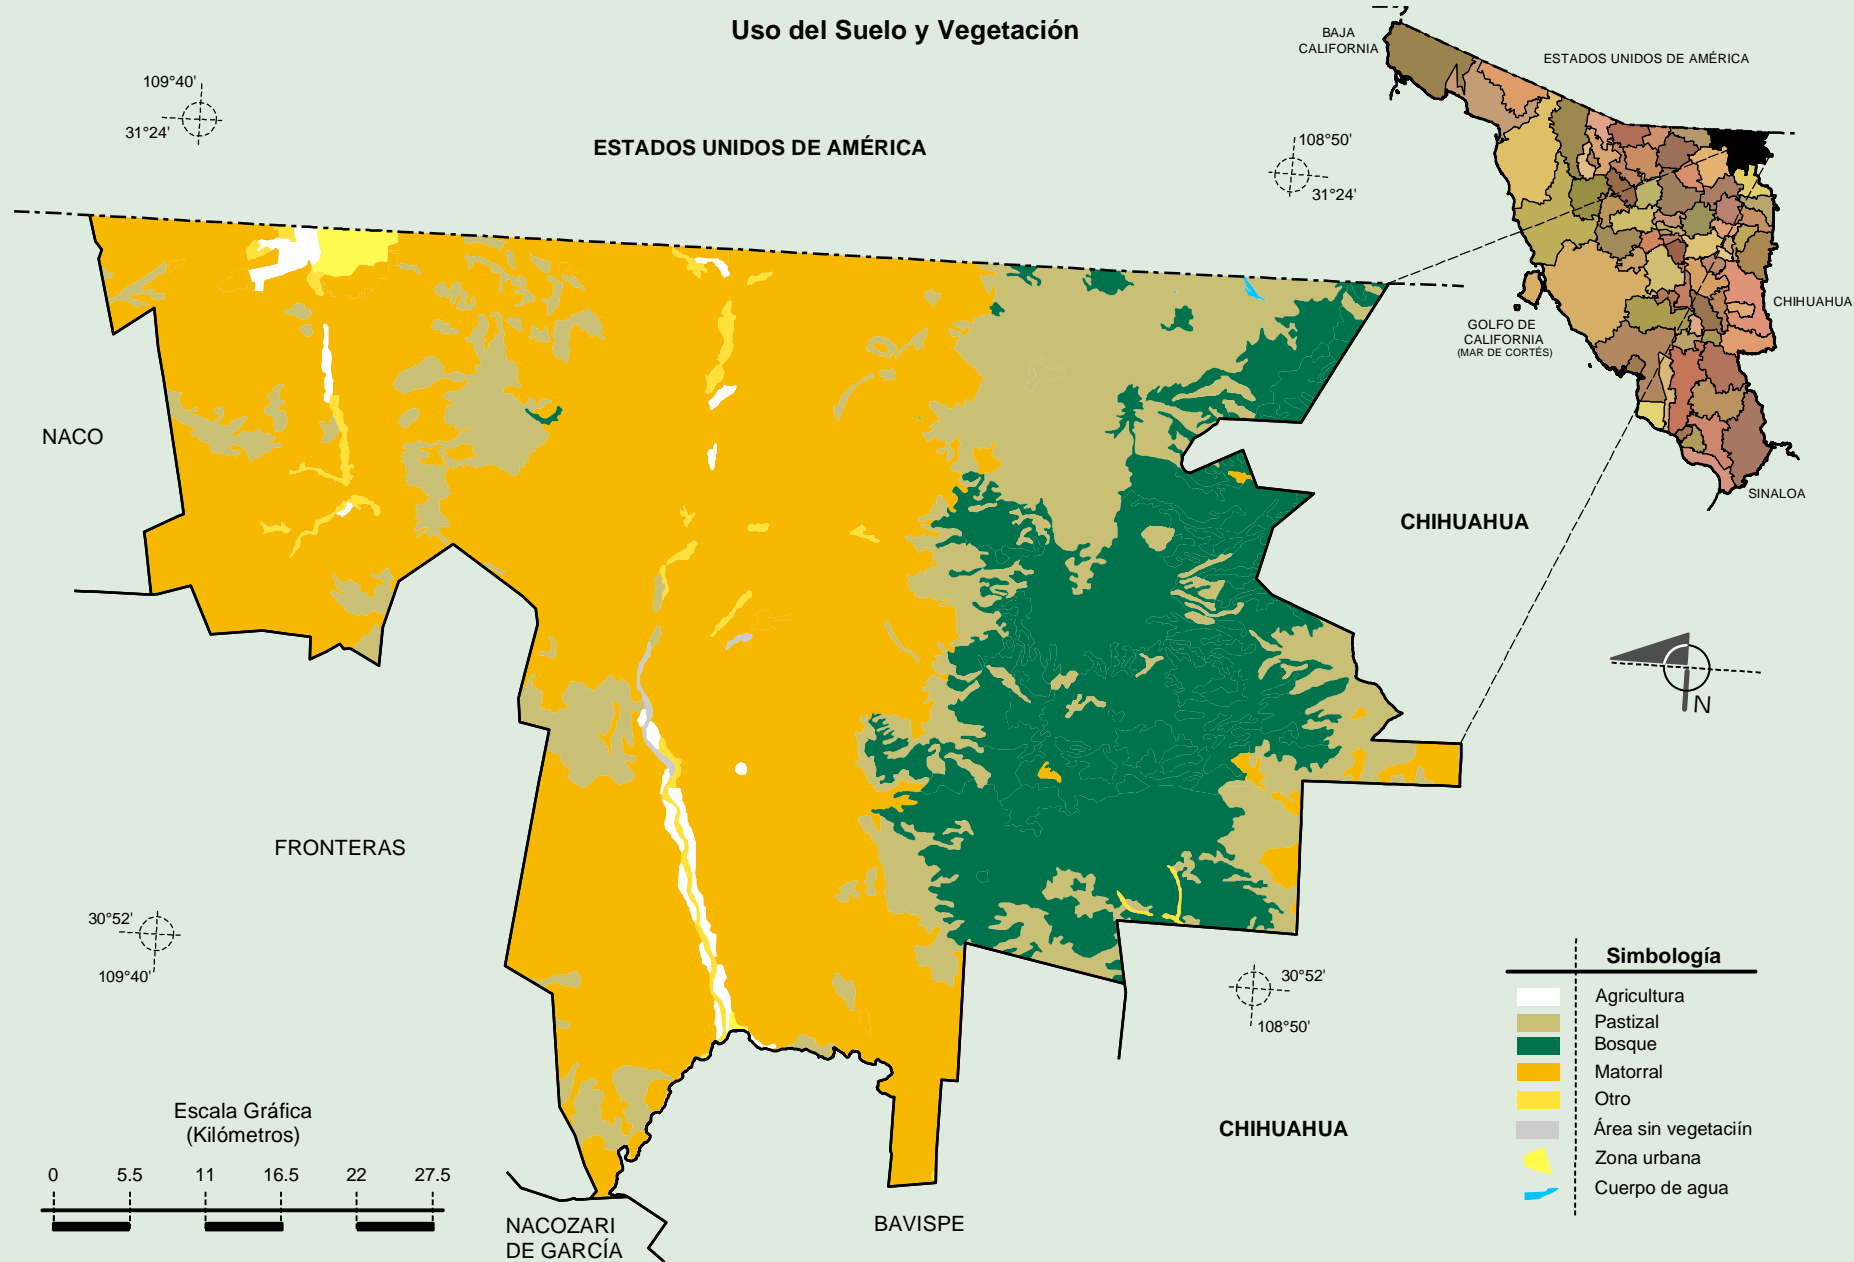 Uso del Suelo y Vegetación
BAJA
CALIFORNIA
ESTADOS UNIDOS DE AMÉRICA
109°40'
31°24'
ESTADOS UNIDOS DE AMÉRICA
108°50'
31°24'
CHIHUAHUA
GOLFO DE
CALIFORNIA
(MAR DE CORTÉS)
SINALOA
NACO
CHIHUAHUA
N
FRONTERAS
30°52'
109°40'
30°52'
108°50'
Simbología
Agricultura
Pastizal
Bosque
Matorral
Otro
Área sin vegetaciín
Zona urbana
Cuerpo de agua
Escala Gráfica
(Kilómetros)
0 5.5 11 16.5 22 27.5
CHIHUAHUA
NACOZARI
DE GARCÍA
BAVISPE